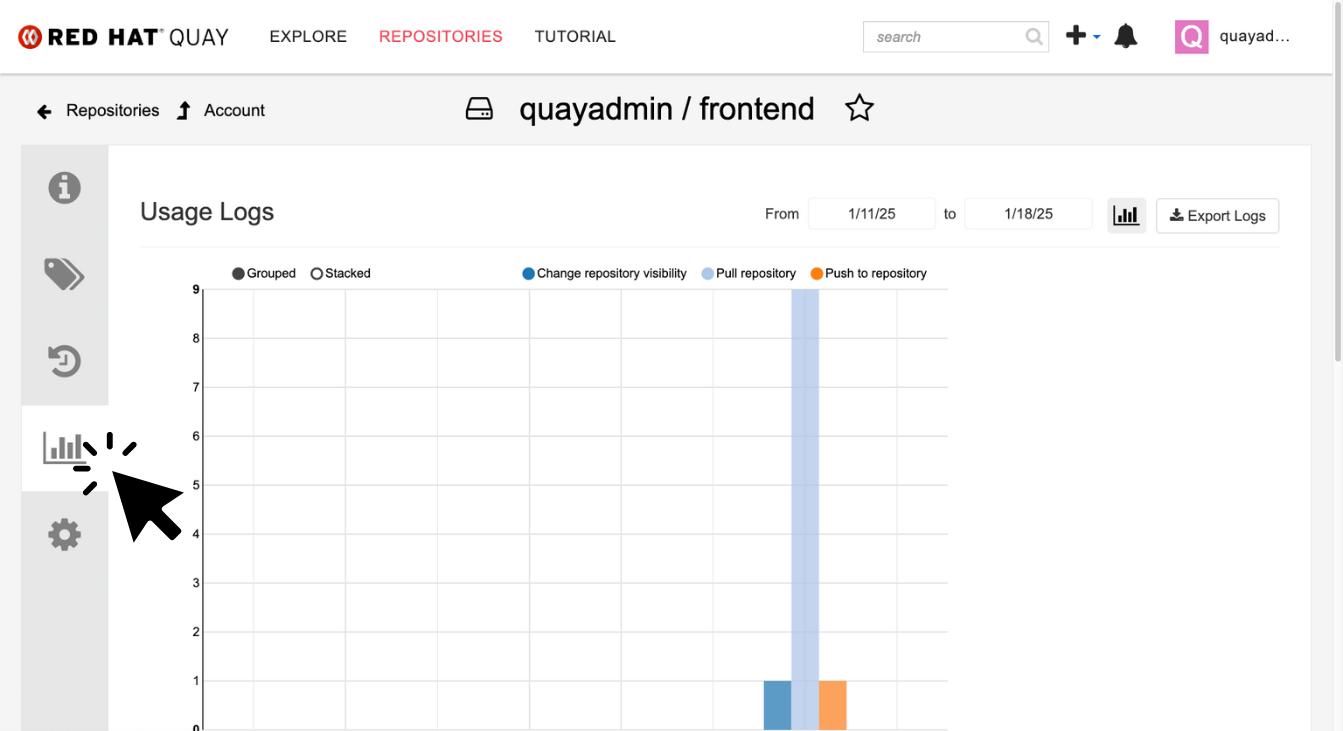 RED HAT® QUAY EXPLORE REPOSITORIES TUTORIAL search Q quayad...
Repositories Account quayadmin / frontend
Usage Logs From 1/11/25 to 1/18/25 Export Logs
Grouped Stacked Change repository visibility Pull repository Push to repository
9
8
7
6
5
4
3
2
1
0